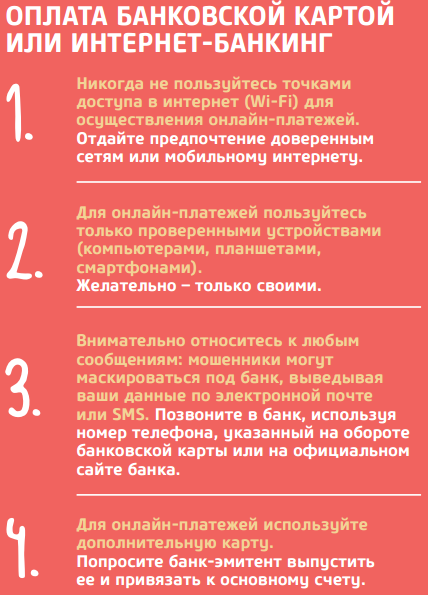 ОПЛАТА БАНКОВСКОЙ КАРТОЙ
ИЛИ ИНТЕРНЕТ-БАНКИНГ
1.
Никогда не пользуйтесь точками
доступа в интернет (Wi-Fi) для
осуществления онлайн-платежей.
Отдайте предпочтение доверенным
сетям или мобильному интернету.
2.
Для онлайн-платежей пользуйтесь
только проверенными устройствами
(компьютерами, планшетами,
смартфонами).
Желательно – только своими.
3.
Внимательно относитесь к любым
сообщениям: мошенники могут
маскироваться под банк, выведывая
ваши данные по электронной почте
или SMS. Позвоните в банк, используя
номер телефона, указанный на обороте
банковской карты или на официальном
сайте банка.
4.
Для онлайн-платежей используйте
дополнительную карту.
Попросите банк-эмитент выпустить
ее и привязать к основному счету.